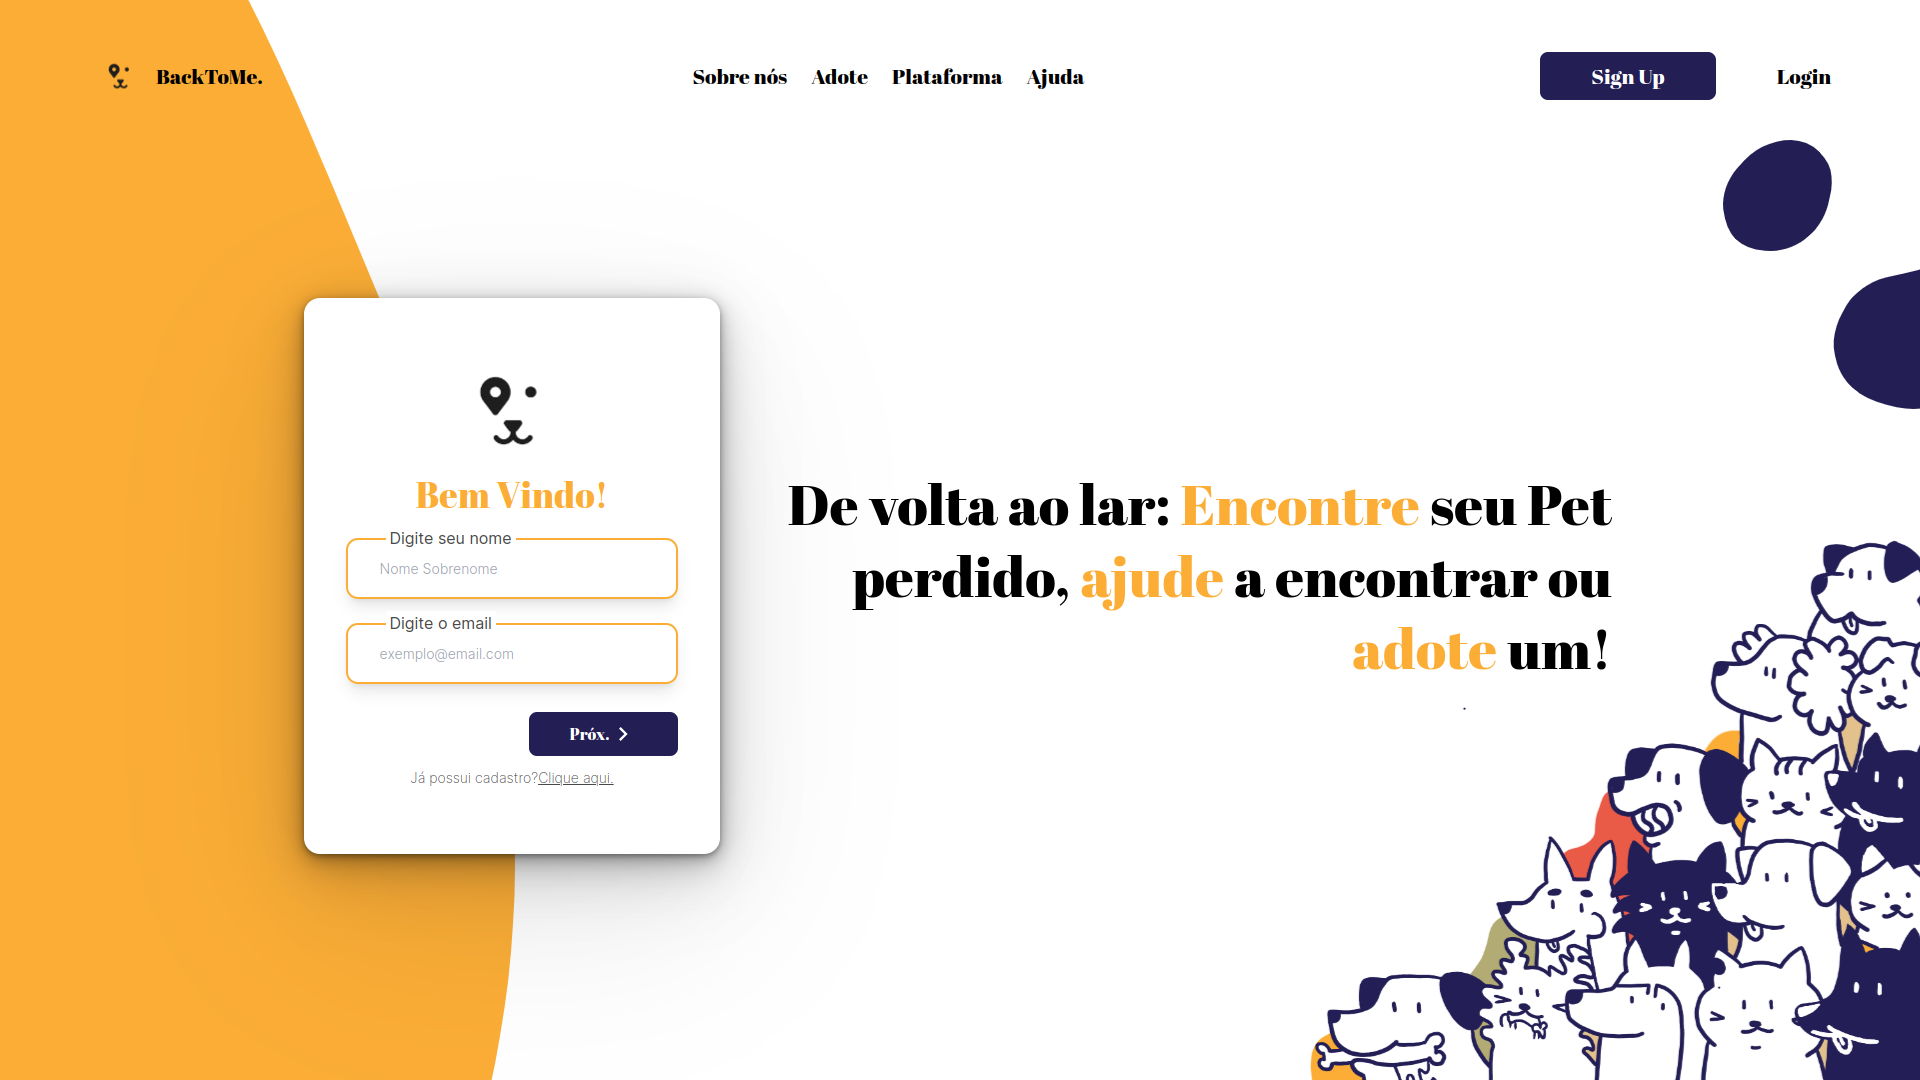 BackToMe.
Sobre nós
Adote
Plataforma
Ajuda
Sign Up
Login
Bem Vindo!
Digite seu nome
Nome Sobrenome
Digite o email
exemplo@email.com
Próx.
Já possui cadastro?Clique aqui.
De volta ao lar: Encontre seu Pet
perdido, ajude a encontrar ou
adote um!
.